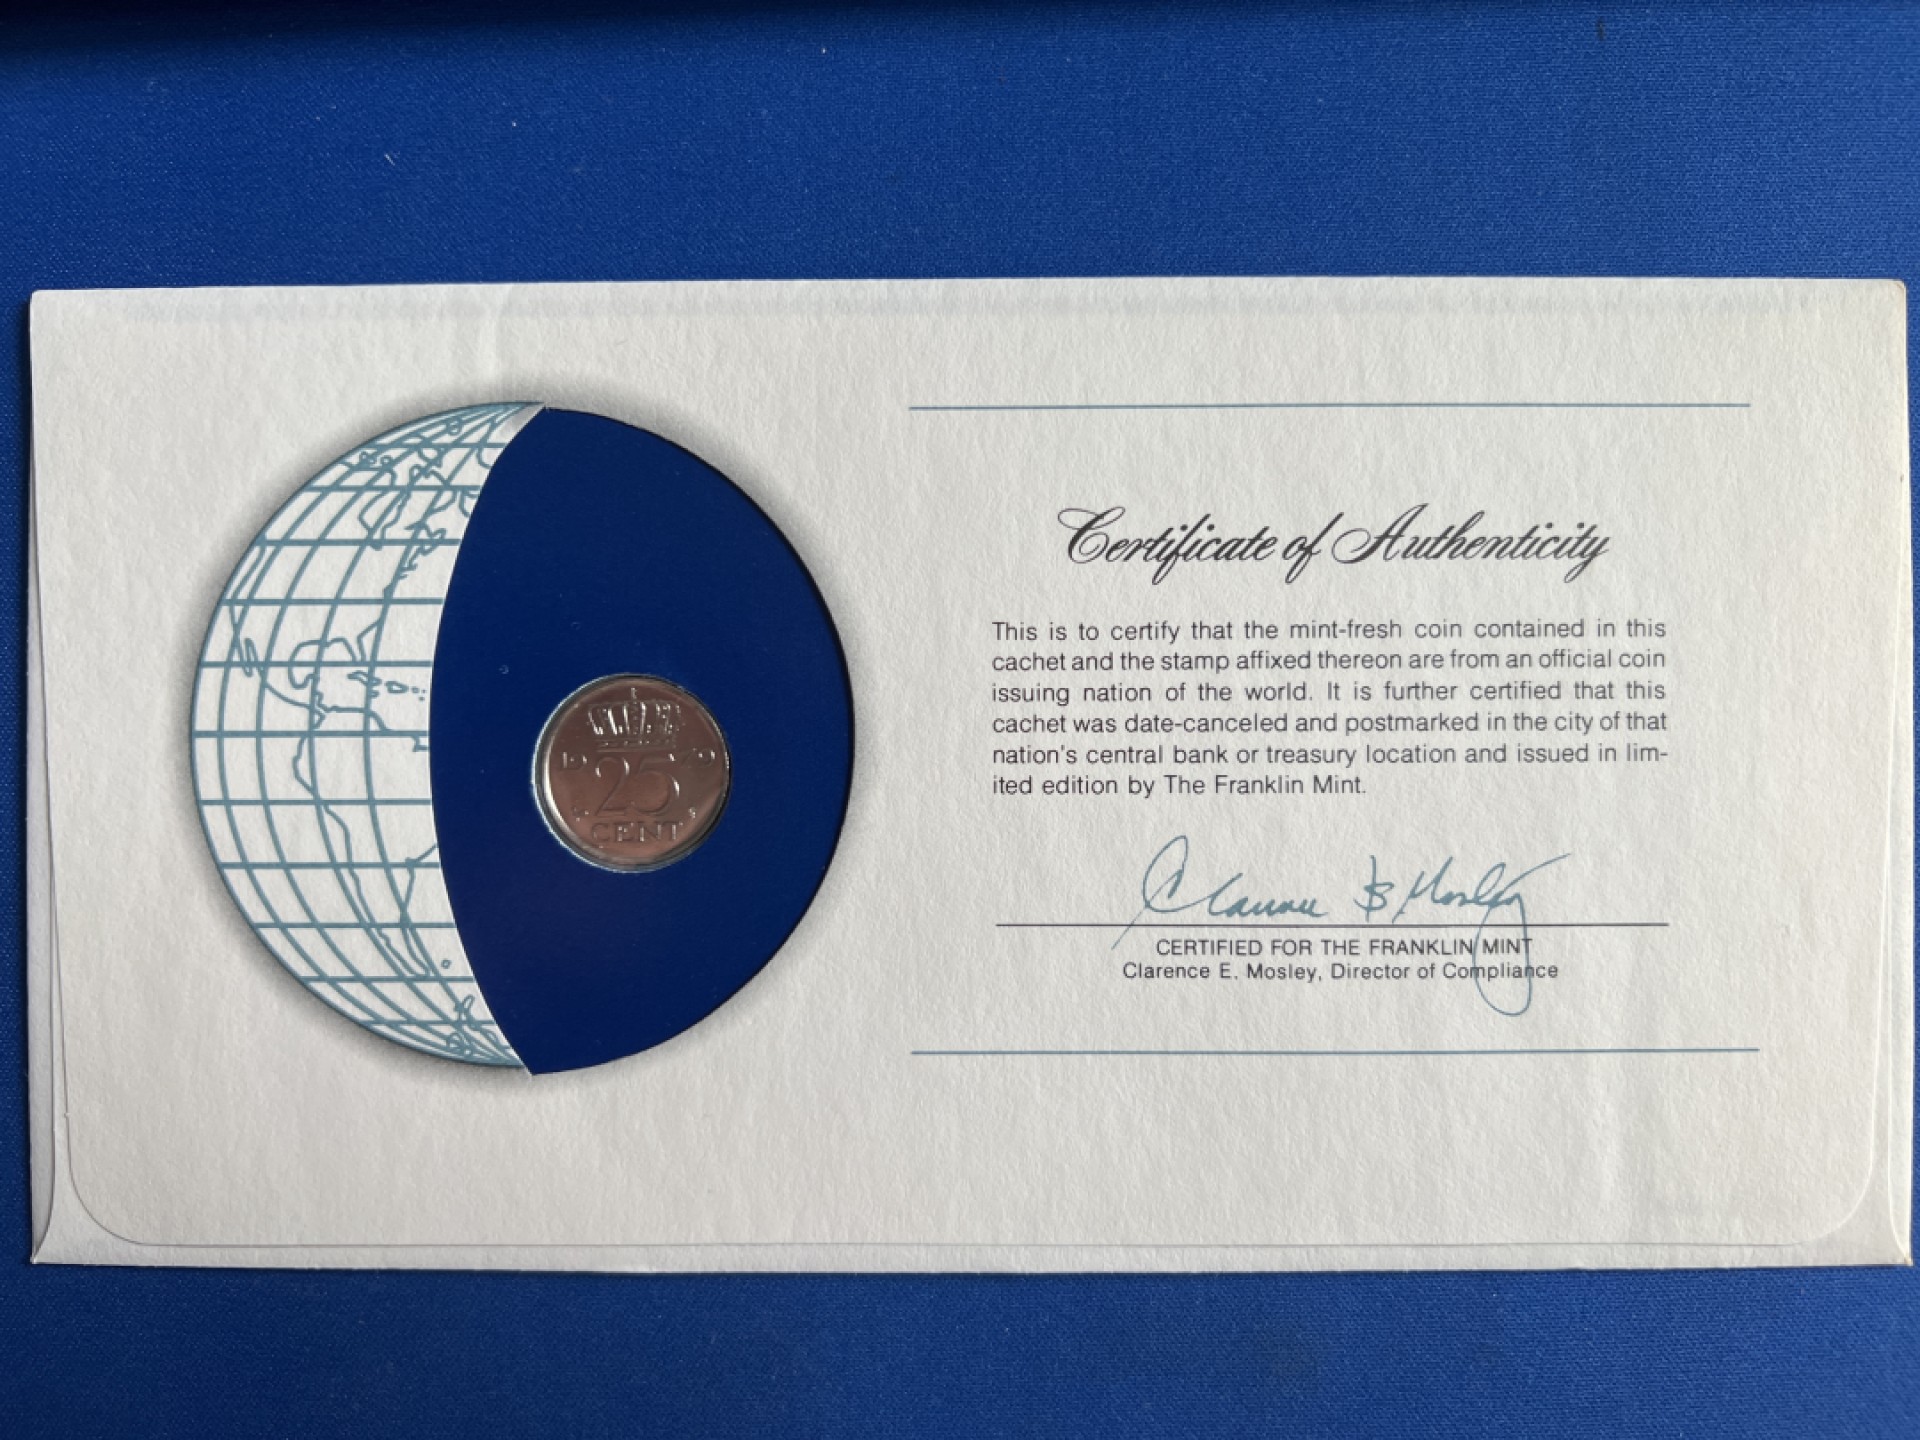 Certificate of Authenticity
This is to certify that the mint-fresh coin contained in this
cachet and the stamp affixed thereon are from an official coin
issuing nation of the world. It is further certified that this
cachet was date-canceled and postmarked in the city of that
nation's central bank or treasury location and issued in lim-
ited edition by The Franklin Mint.
CERTIFIED FOR THE FRANKLIN MINT
Clarence E. Mosley, Director of Compliance
25
CENT